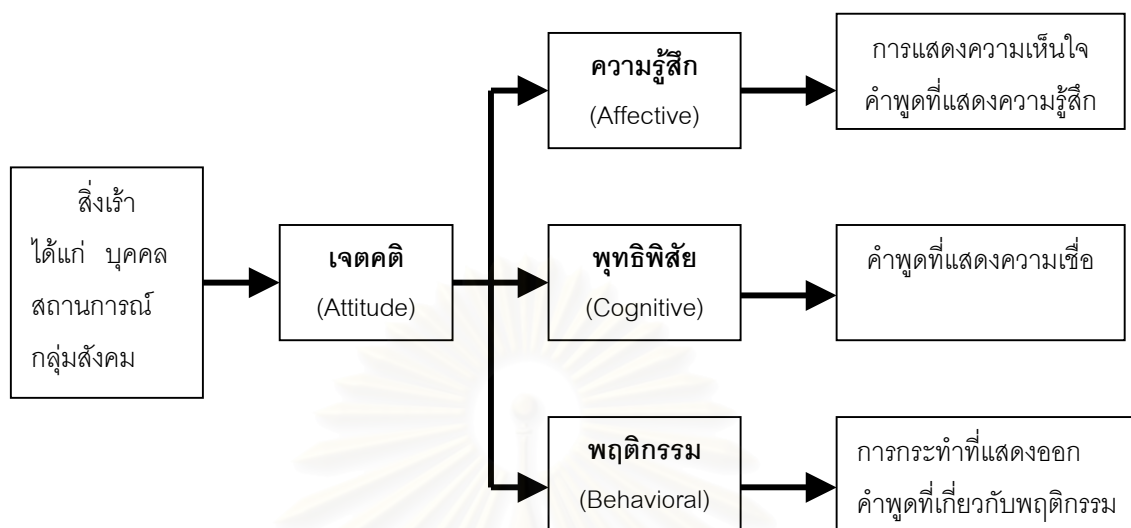 สิ่งเร้า
ได้แก่ บุคคล
สถานการณ์
กลุ่มสังคม
เจตคติ
(Attitude)
ความรู้สึก
(Affective)
การแสดงความเห็นใจ
คำพูดที่แสดงความรู้สึก
พุทธิพิสัย
(Cognitive)
คำพูดที่แสดงความเชื่อ
พฤติกรรม
(Behavioral)
การกระทำที่แสดงออก
คำพูดที่เกี่ยวกับพฤติกรรม